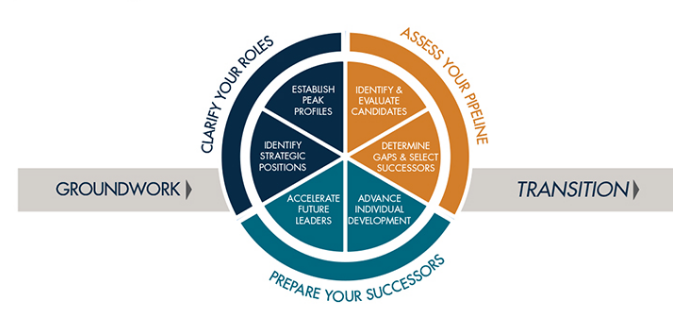 CLARIFY YOUR ROLES
ASSESS YOUR PIPELINE
ESTABLISH
PEAK
PROFILES
IDENTIFY &
EVALUATE
CANDIDATES
IDENTIFY
STRATEGIC
POSITIONS
DETERMINE
GAPS & SELECT
SUCCESSORS
GROUNDWORK
TRANSITION
ACCELERATE
FUTURE
LEADERS
ADVANCE
INDIVIDUAL
DEVELOPMENT
PREPARE YOUR SUCCESSORS